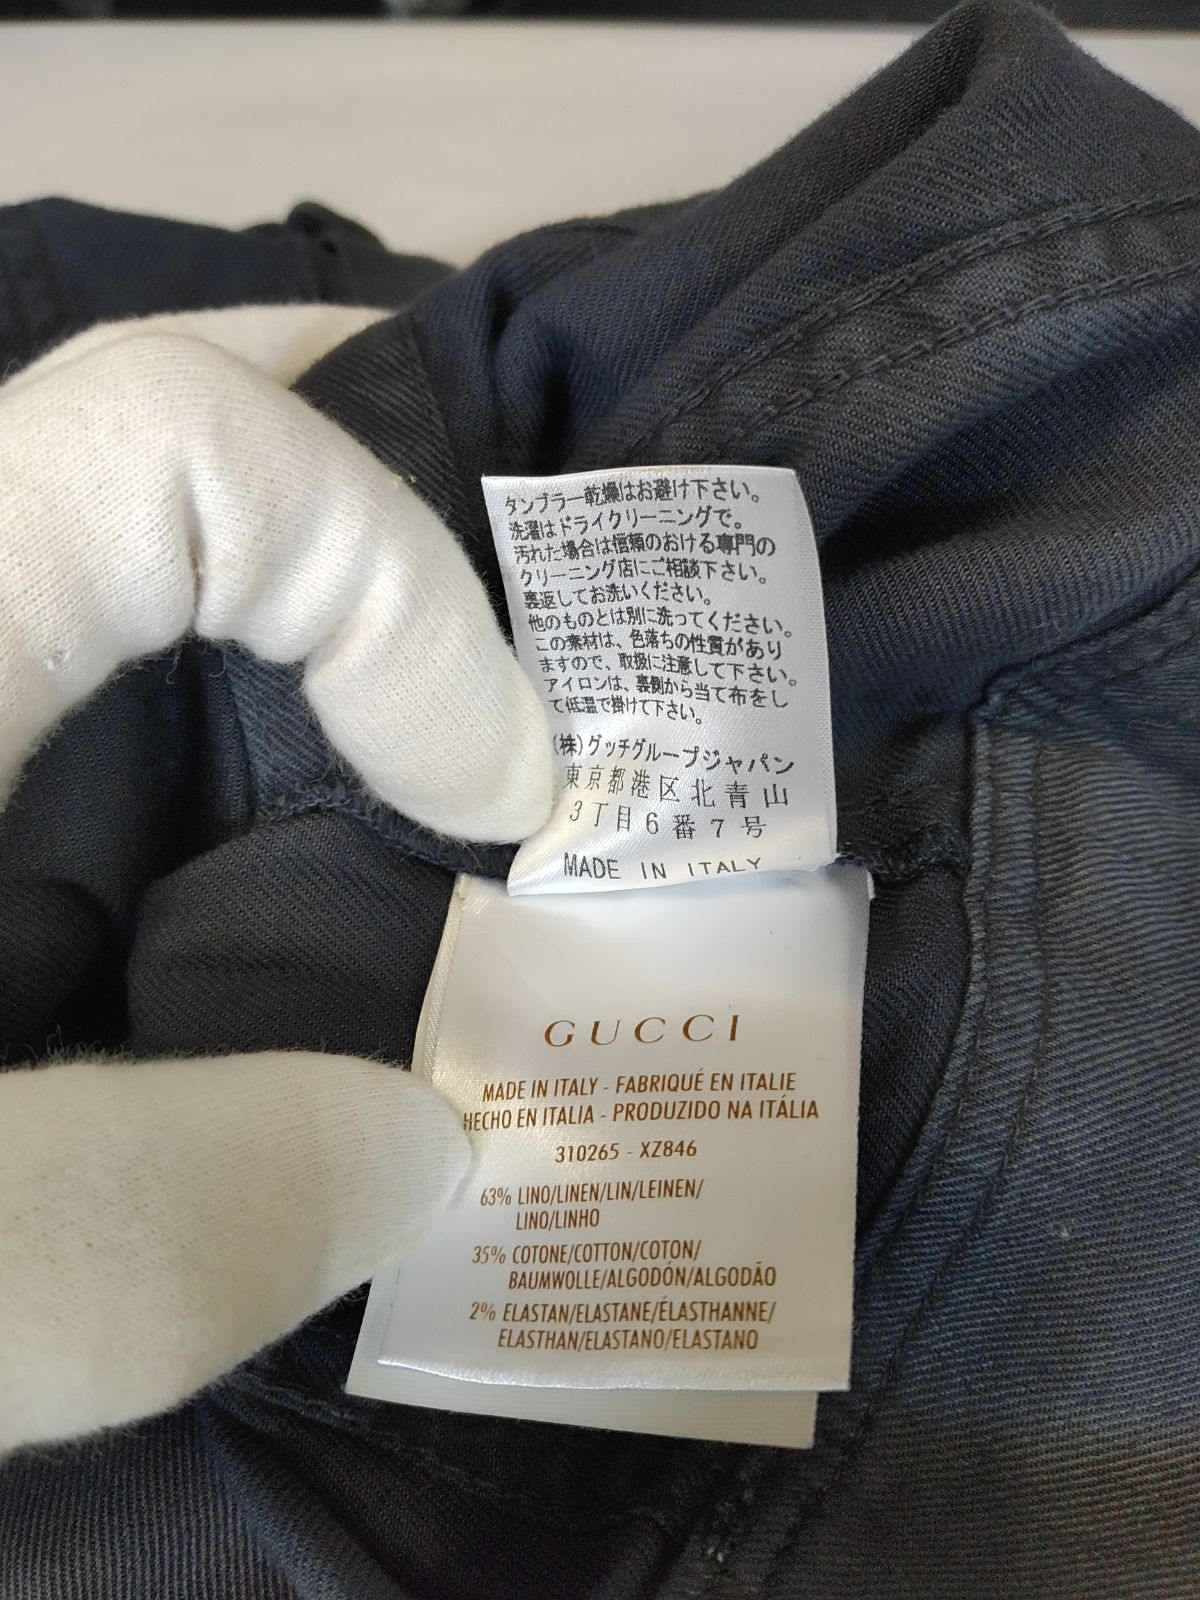 タンブラー乾燥はお避け下さい。
洗濯はドライクリーニングで。
汚れた場合は信頼のおける専門の
クリーニング店にご相談下さい。
裏返してお洗いください。
他のものとは別に洗ってください。
この素材は、色落ちの性質があり
ますので、取扱に注意して下さい。
アイロンは、裏側から当て布をし
て低温で掛けて下さい。
(株)グッチグループジャパン
東京都港区北青山
3丁目6番7号
MADE IN ITALY
GUCCI
MADE IN ITALY - FABRIQUÉ EN ITALIE
HECHO EN ITALIA - PRODUZIDO NA ITÁLIA
310265 - XZ846
63% LINO/LINEN/LIN/LEINEN/
LINO/LINHO
35% COTONE/COTTON/COTON/
BAUMWOLLE/ALGODÓN/ALGODÃO
2% ELASTAN/ELASTANE/ÉLASTHANNE/
ELASTHAN/ELASTANO/ELASTANO